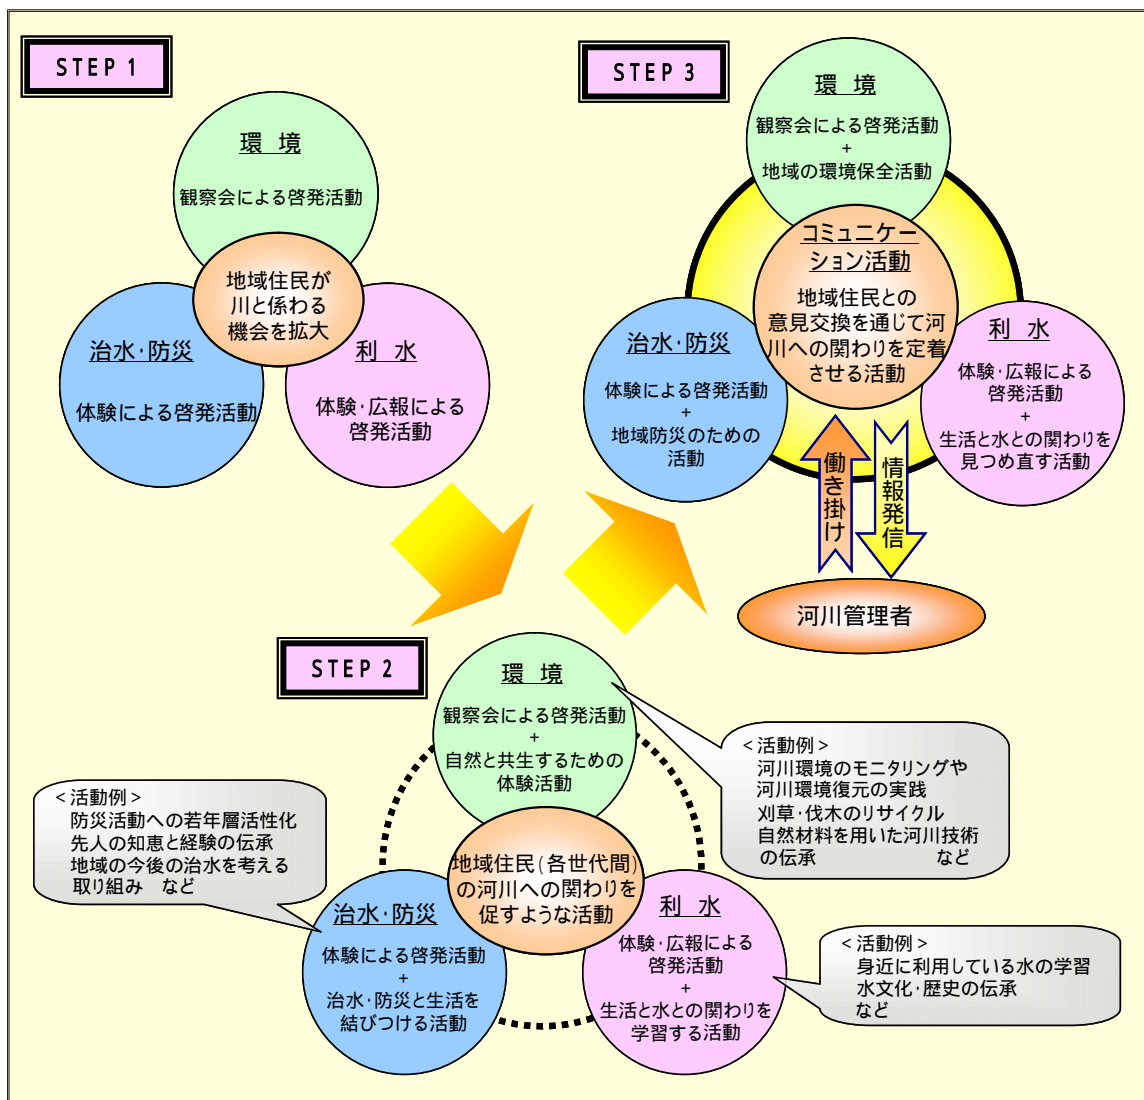 STEP 1
環 境
観察会による啓発活動
地域住民が
川と係わる
機会を拡大
治水・防災
体験による啓発活動
利 水
体験・広報による
啓発活動
STEP 3
環 境
観察会による啓発活動
+
地域の環境保全活動
コミュニケー
ション活動
地域住民との
意見交換を通じて河
川への関わりを定着
させる活動
治水・防災
体験による啓発活動
+
地域防災のための
活動
利 水
体験・広報による
啓発活動
+
生活と水との関わりを
見つめ直す活動
働き掛け
情報発信
河川管理者
STEP 2
環 境
観察会による啓発活動
+
自然と共生するための
体験活動
<活動例>
河川環境のモニタリングや
河川環境復元の実践
刈草・伐木のリサイクル
自然材料を用いた河川技術
の伝承 など
<活動例>
防災活動への若年層活性化
先人の知恵と経験の伝承
地域の今後の治水を考える
取り組み など
地域住民(各世代間)
の河川への関わりを
促すような活動
治水・防災
体験による啓発活動
+
治水・防災と生活を
結びつける活動
利 水
体験・広報による
啓発活動
+
生活と水との関わりを
学習する活動
<活動例>
身近に利用している水の学習
水文化・歴史の伝承
など